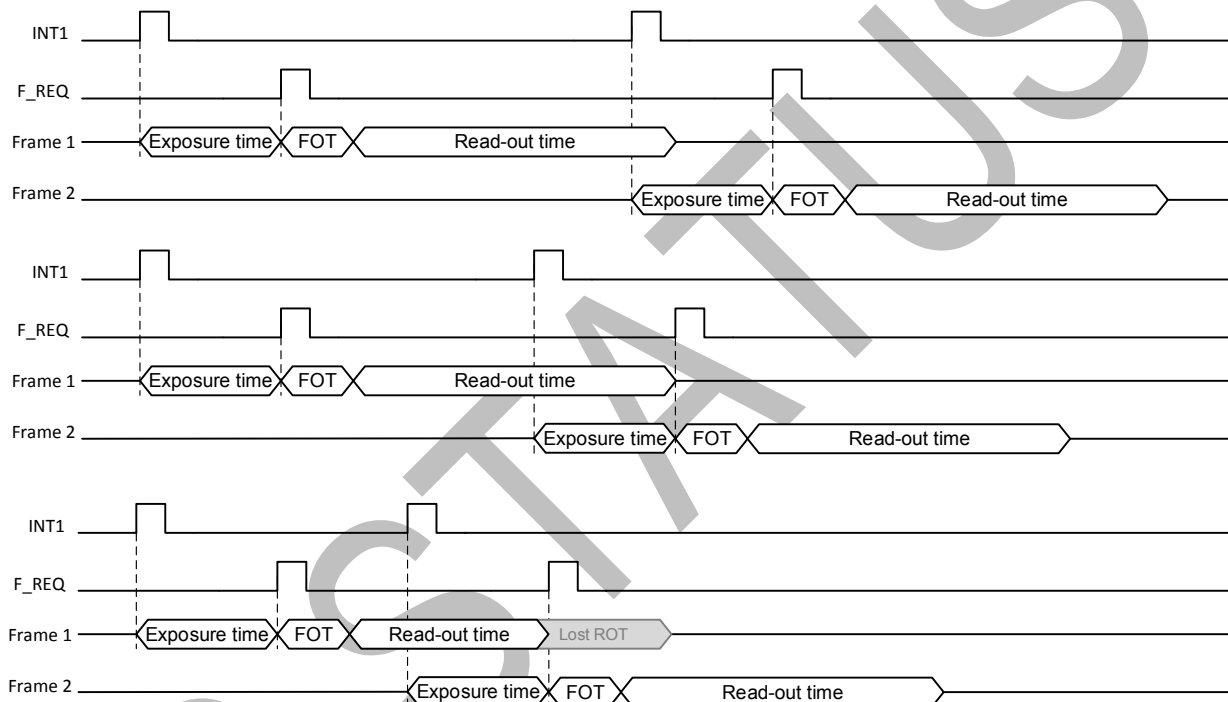 INT1
F_REQ
Frame 1 Exposure time FOT Read-out time
Frame 2 Exposure time FOT Read-out time
INT1
F_REQ
Frame 1 Exposure time FOT Read-out time
Frame 2 Exposure time FOT Read-out time
INT1
F_REQ
Frame 1 Exposure time FOT Read-out time Lost ROT
Frame 2 Exposure time FOT Read-out time
STATUS